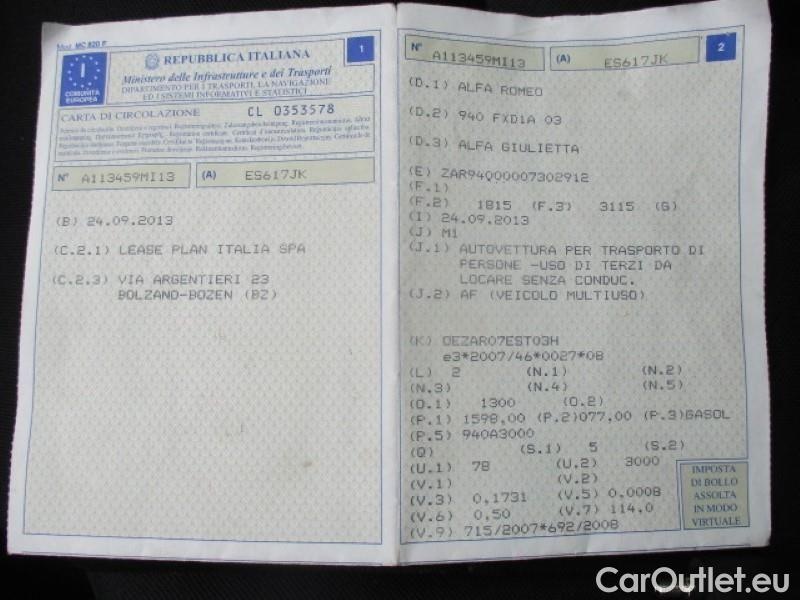 Mod. MC 820 F
I
COMUNITÀ
EUROPEA
REPUBBLICA ITALIANA
1
Ministero delle Infrastrutture e dei Trasporti
DIPARTIMENTO PER I TRASPORTI, LA NAVIGAZIONE
ED I SISTEMI INFORMATIVI E STATISTICI
CARTA DI CIRCOLAZIONE CL 0353578
N° A113459MI13 (A) ES617JK
(B) 24.09.2013
(C.2.1) LEASE PLAN ITALIA SPA
(C.2.3) VIA ARGENTIERI 23
BOLZANO-BOZEN (BZ)
N° A113459MI13 (A) ES617JK
2
(D.1) ALFA ROMEO
(D.2) 940 FXD1A 03
(D.3) ALFA GIULIETTA
(E) ZAR94000007302912
(F.1)
(F.2) 1815 (F.3) 3115 (G)
(I) 24.09.2013
(J) M1
(J.1) AUTOVETTURA PER TRASPORTO DI
PERSONE -USO DI TERZI DA
LOCARE SENZA CONDUC.
(J.2) AF (VEICOLO MULTIUSO)
(K) OEZAR07EST03H
e3*2007/46*0027*08
(L) 2 (N.1) (N.2)
(N.3) (N.4) (N.5)
(O.1) 1300 (O.2)
(P.1) 1598,00 (P.2)077,00 (P.3)GASOL
(P.5) 940A3000
(Q) (S.1) 5 (S.2)
(U.1) 78 (U.2) 3000
(V.1) (V.2)
(V.3) 0,1731 (V.5) 0,0008
(V.6) 0,50 (V.7) 114,0
(V.9) 715/2007*692/2008
IMPOSTA
DI BOLLO
ASSOLTA
IN MODO
VIRTUALE
CarOutlet.eu